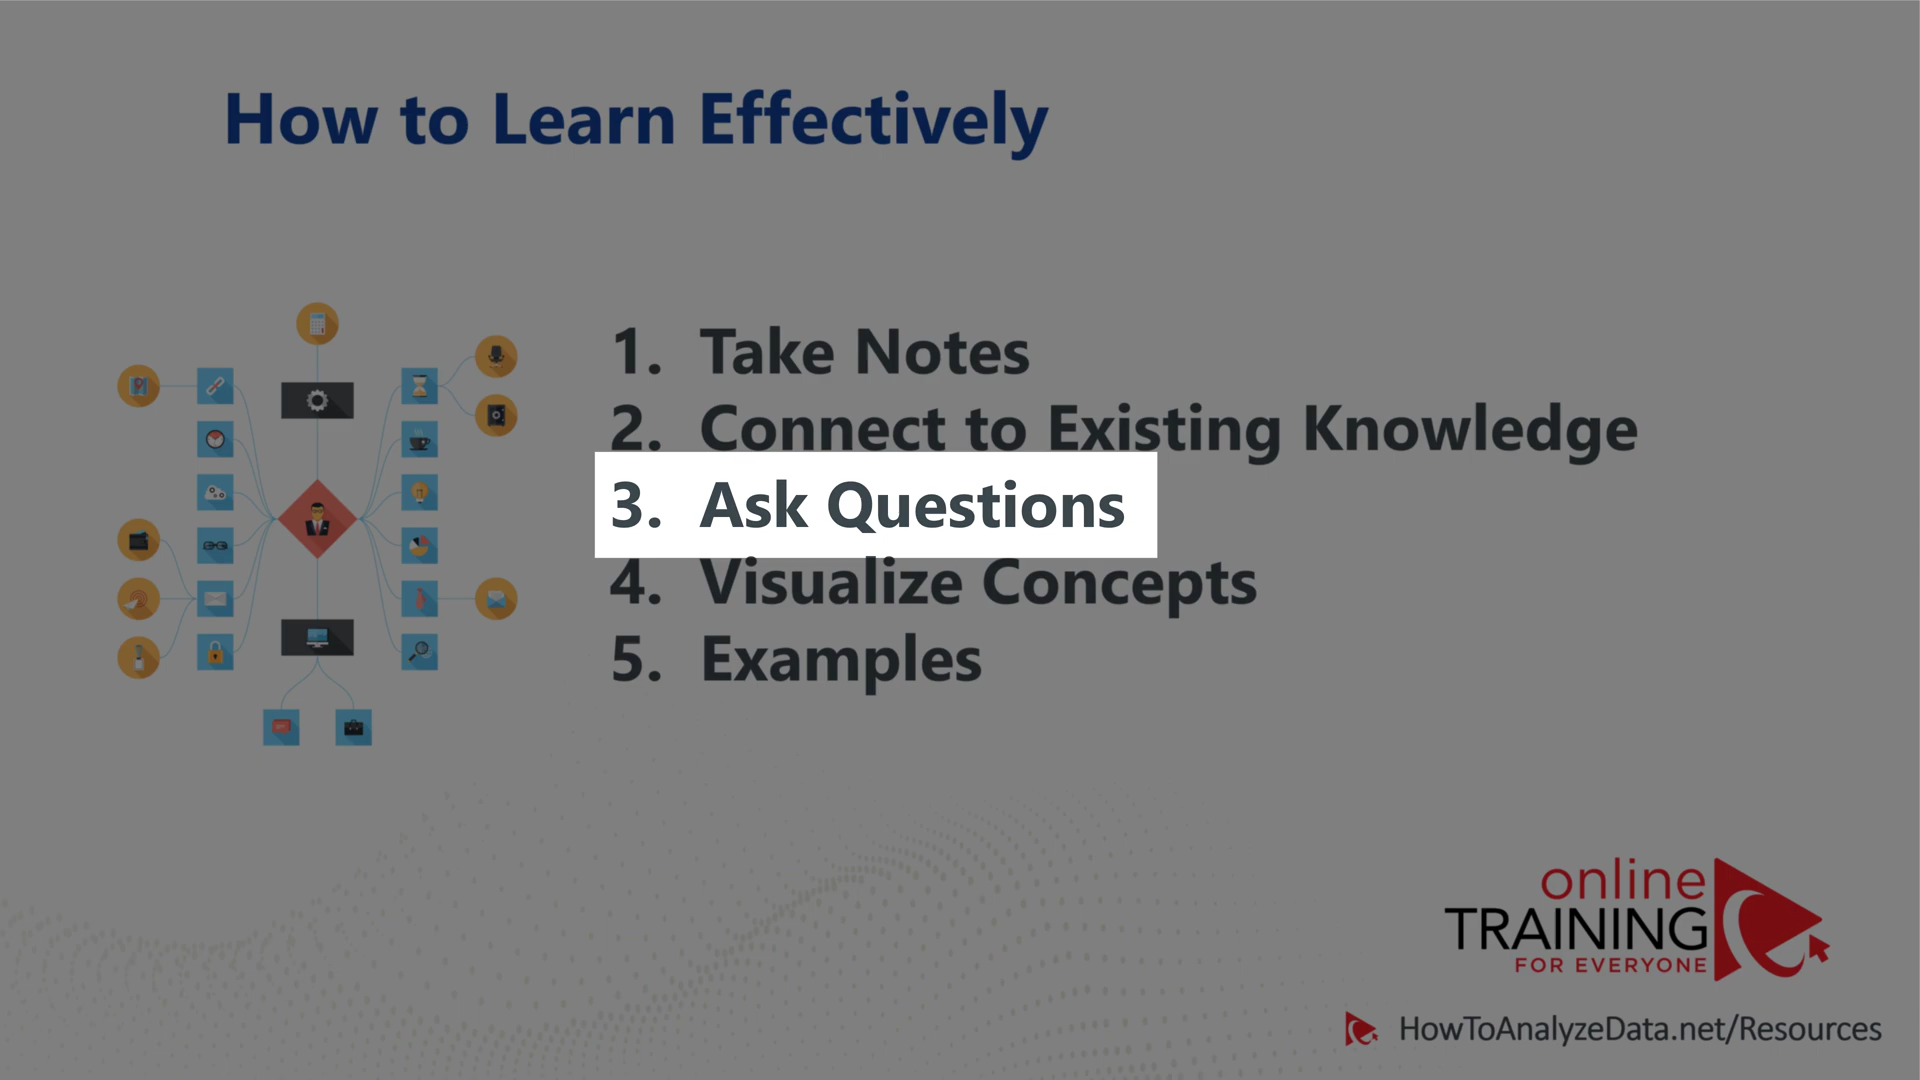 How to Learn Effectively
1. Take Notes
2. Connect to Existing Knowledge
3. Ask Questions
4. Visualize Concepts
5. Examples
online
TRAINING
FOR EVERYONE
HowToAnalyzeData.net/Resources